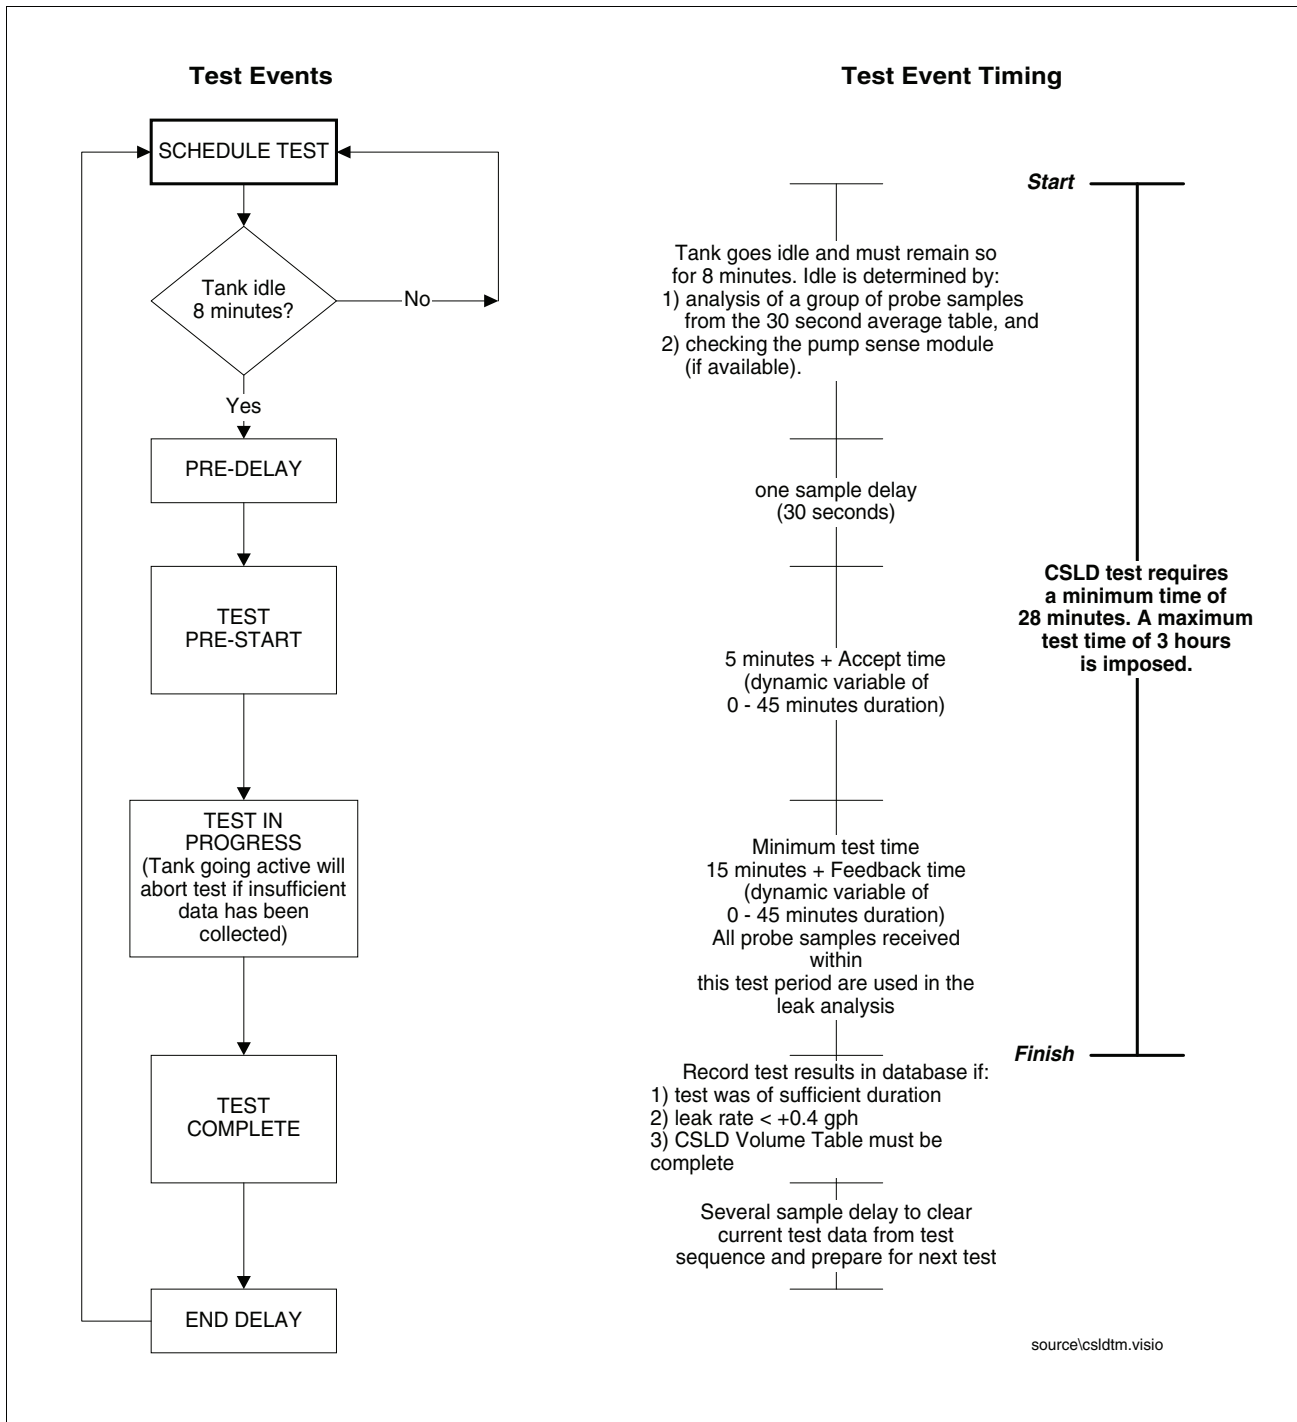 Test Events
SCHEDULE TEST
Tank idle
8 minutes?
No
Yes
PRE-DELAY
TEST
PRE-START
TEST IN
PROGRESS
(Tank going active will
abort test if insufficient
data has been
collected)
TEST
COMPLETE
END DELAY
Test Event Timing
Tank goes idle and must remain so
for 8 minutes. Idle is determined by:
1) analysis of a group of probe samples
from the 30 second average table, and
2) checking the pump sense module
(if available).
one sample delay
(30 seconds)
5 minutes + Accept time
(dynamic variable of
0 - 45 minutes duration)
Minimum test time
15 minutes + Feedback time
(dynamic variable of
0 - 45 minutes duration)
All probe samples received
within
this test period are used in the
leak analysis
Record test results in database if:
1) test was of sufficient duration
2) leak rate < +0.4 gph
3) CSLD Volume Table must be
complete
Several sample delay to clear
current test data from test
sequence and prepare for next test
Start
CSLD test requires
a minimum time of
28 minutes. A maximum
test time of 3 hours
is imposed.
Finish
source\csldtm.visio